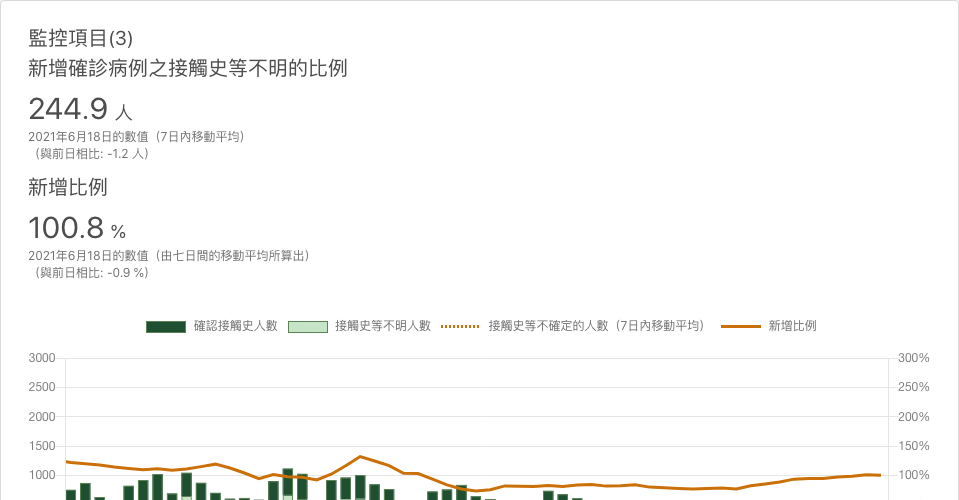 監控項目(3)
新增確診病例之接觸史等不明的比例
244.9 人
2021年6月18日的數值（7日內移動平均）
（與前日相比: -1.2 人）
新增比例
100.8 %
2021年6月18日的數值（由七日間的移動平均所算出）
（與前日相比: -0.9 %）
確認接觸史人數 接觸史等不明人數 接觸史等不確定的人數（7日內移動平均） 新增比例
3000 300%
2500 250%
2000 200%
1500 150%
1000 100%